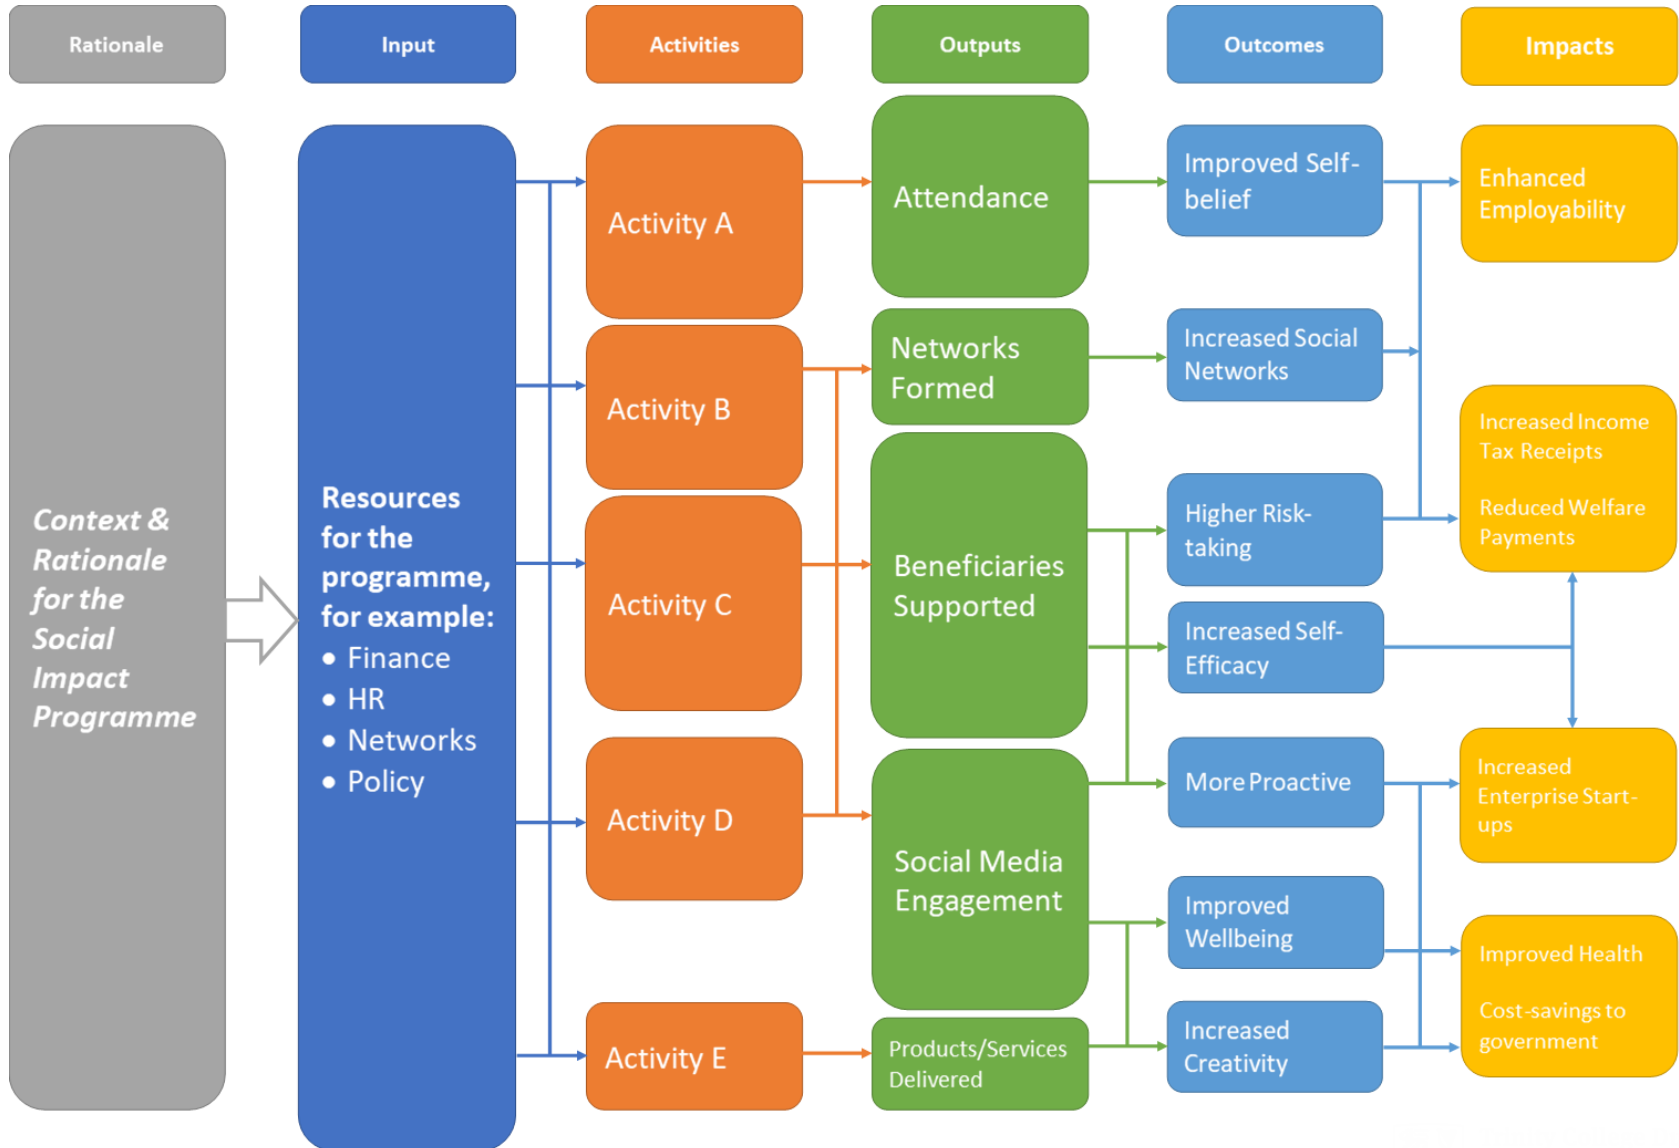 Rationale
Input
Activities
Outputs
Outcomes
Impacts
Context &
Rationale
for the
Social
Impact
Programme
Resources
for the
programme,
for example:
• Finance
• HR
• Networks
• Policy
Activity A
Activity B
Activity C
Activity D
Activity E
Attendance
Networks
Formed
Beneficiaries
Supported
Social Media
Engagement
Products/Services
Delivered
Improved Self-
belief
Increased Social
Networks
Higher Risk-
taking
Increased Self-
Efficacy
More Proactive
Improved
Wellbeing
Increased
Creativity
Enhanced
Employability
Increased Income
Tax Receipts
Reduced Welfare
Payments
Increased
Enterprise Start-
ups
Improved Health
Cost-savings to
government